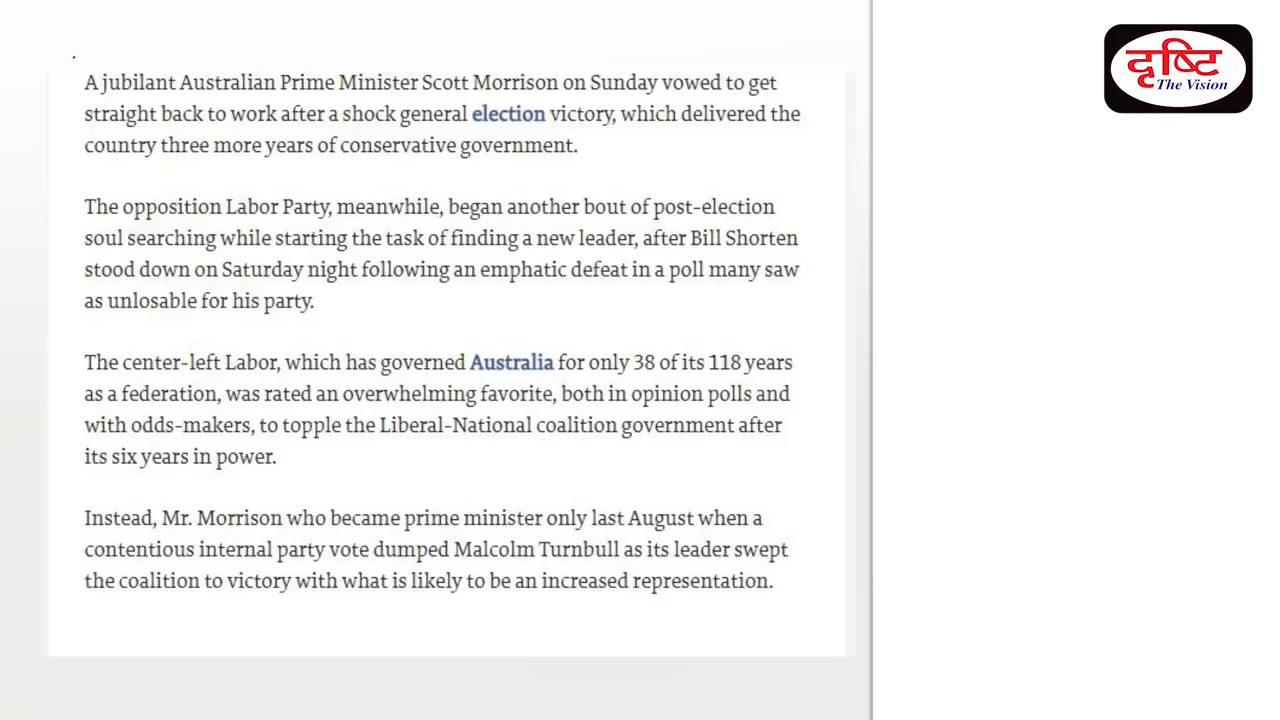 दृष्टि
The Vision
A jubilant Australian Prime Minister Scott Morrison on Sunday vowed to get
straight back to work after a shock general election victory, which delivered the
country three more years of conservative government.
The opposition Labor Party, meanwhile, began another bout of post-election
soul searching while starting the task of finding a new leader, after Bill Shorten
stood down on Saturday night following an emphatic defeat in a poll many saw
as unlosable for his party.
The center-left Labor, which has governed Australia for only 38 of its 118 years
as a federation, was rated an overwhelming favorite, both in opinion polls and
with odds-makers, to topple the Liberal-National coalition government after
its six years in power.
Instead, Mr. Morrison who became prime minister only last August when a
contentious internal party vote dumped Malcolm Turnbull as its leader swept
the coalition to victory with what is likely to be an increased representation.